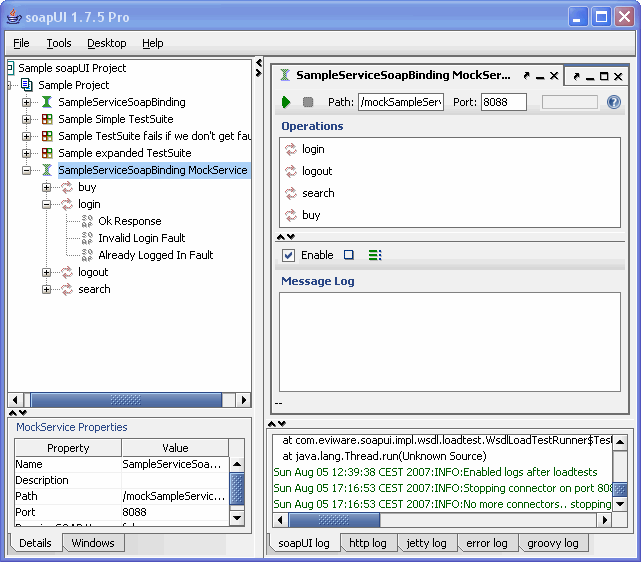 soapUI 1.7.5 Pro
File Tools Desktop Help
Sample soapUI Project
Sample Project
SampleServiceSoapBinding
Sample Simple TestSuite
Sample TestSuite fails if we don't get fau
Sample expanded TestSuite
SampleServiceSoapBinding MockService
buy
login
Ok Response
Invalid Login Fault
Already Logged In Fault
logout
search
MockService Properties
Property Value
Name SampleServiceSoa...
Description
Path /mockSampleServic...
Port 8088
Details Windows
SampleServiceSoapBinding MockSer...
Path: /mockSampleServ Port: 8088
Operations
login
logout
search
buy
Enable
Message Log
--
at com.eviware.soapui.impl.wsdl.loadtest.WsdlLoadTestRunner$Test
at java.lang.Thread.run(Unknown Source)
Sun Aug 05 12:39:38 CEST 2007:INFO:Enabled logs after loadtests
Sun Aug 05 17:16:53 CEST 2007:INFO:Stopping connector on port 808
Sun Aug 05 17:16:53 CEST 2007:INFO:No more connectors.. stopping
soapUI log http log jetty log error log groovy log